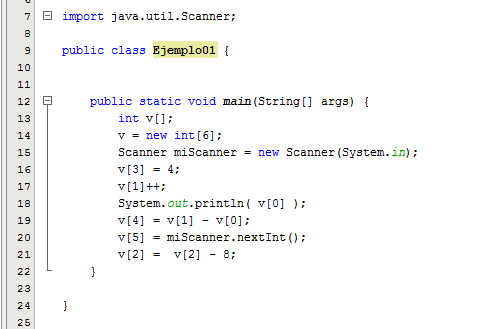 7 import java.util.Scanner;
8
9 public class Ejemplo01 {
10
11
12 public static void main(String[] args) {
13 int v[];
14 v = new int[6];
15 Scanner miScanner = new Scanner(System.in);
16 v[3] = 4;
17 v[1]++;
18 System.out.println( v[0] );
19 v[4] = v[1] - v[0];
20 v[5] = miScanner.nextInt();
21 v[2] =  v[2] - 8;
22 }
23
24 }
25